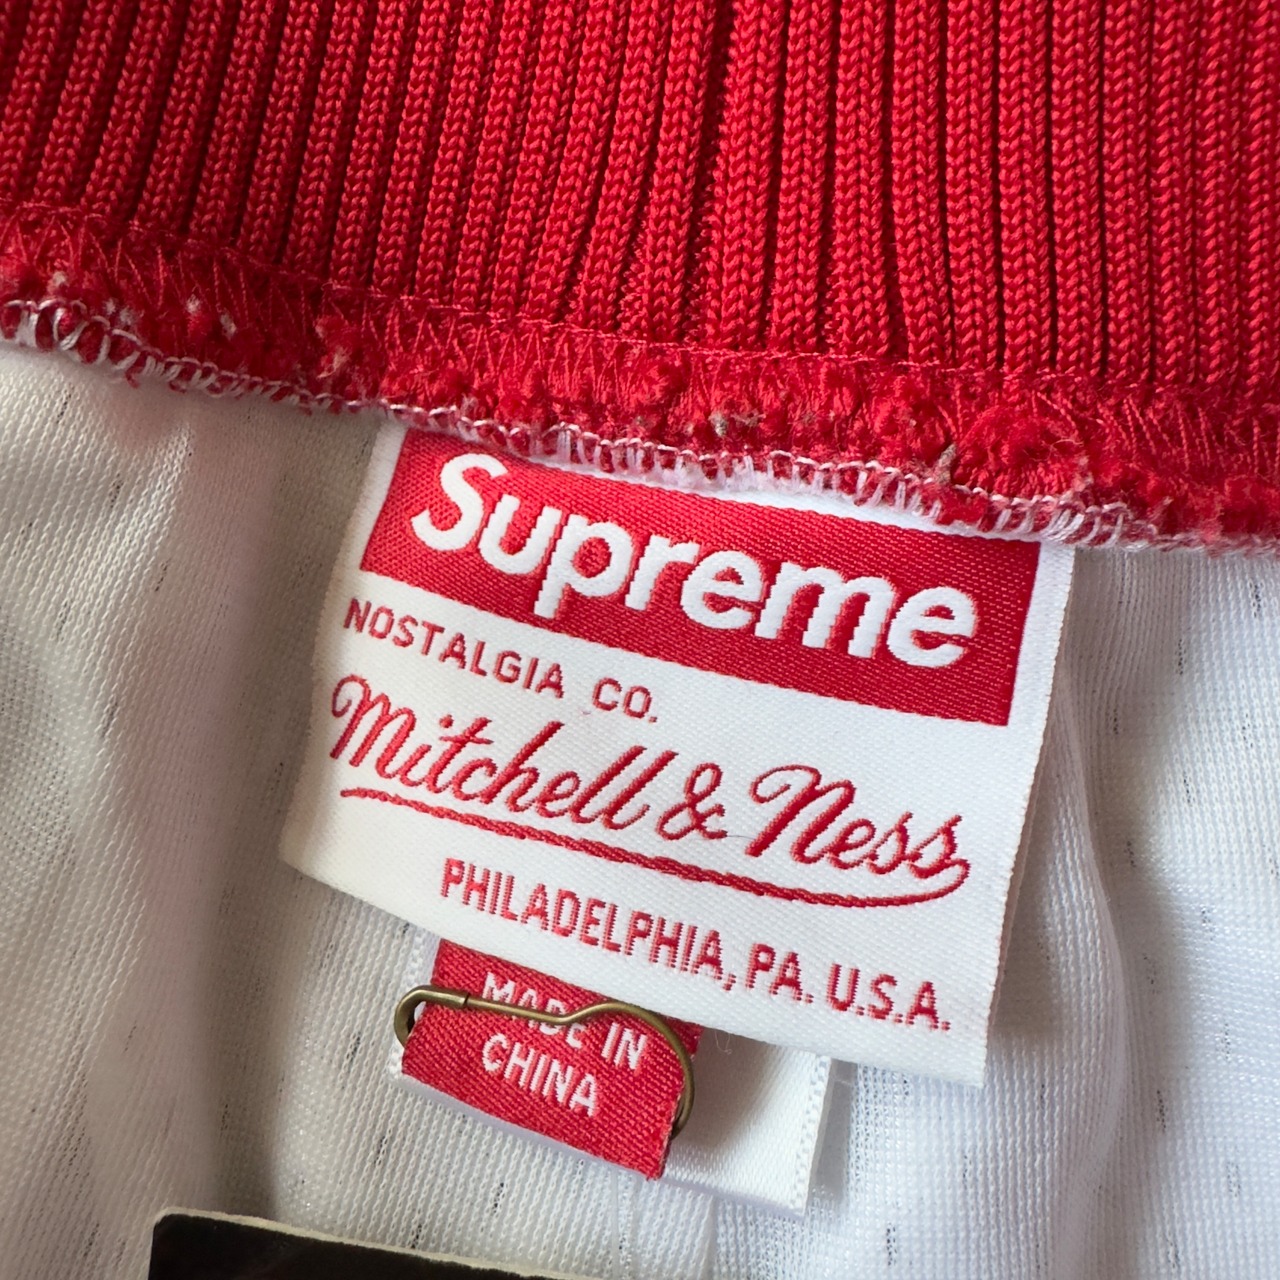 Supreme
NOSTALGIA CO.
Mitchell & Ness
PHILADELPHIA, PA. U.S.A.
MADE IN
CHINA